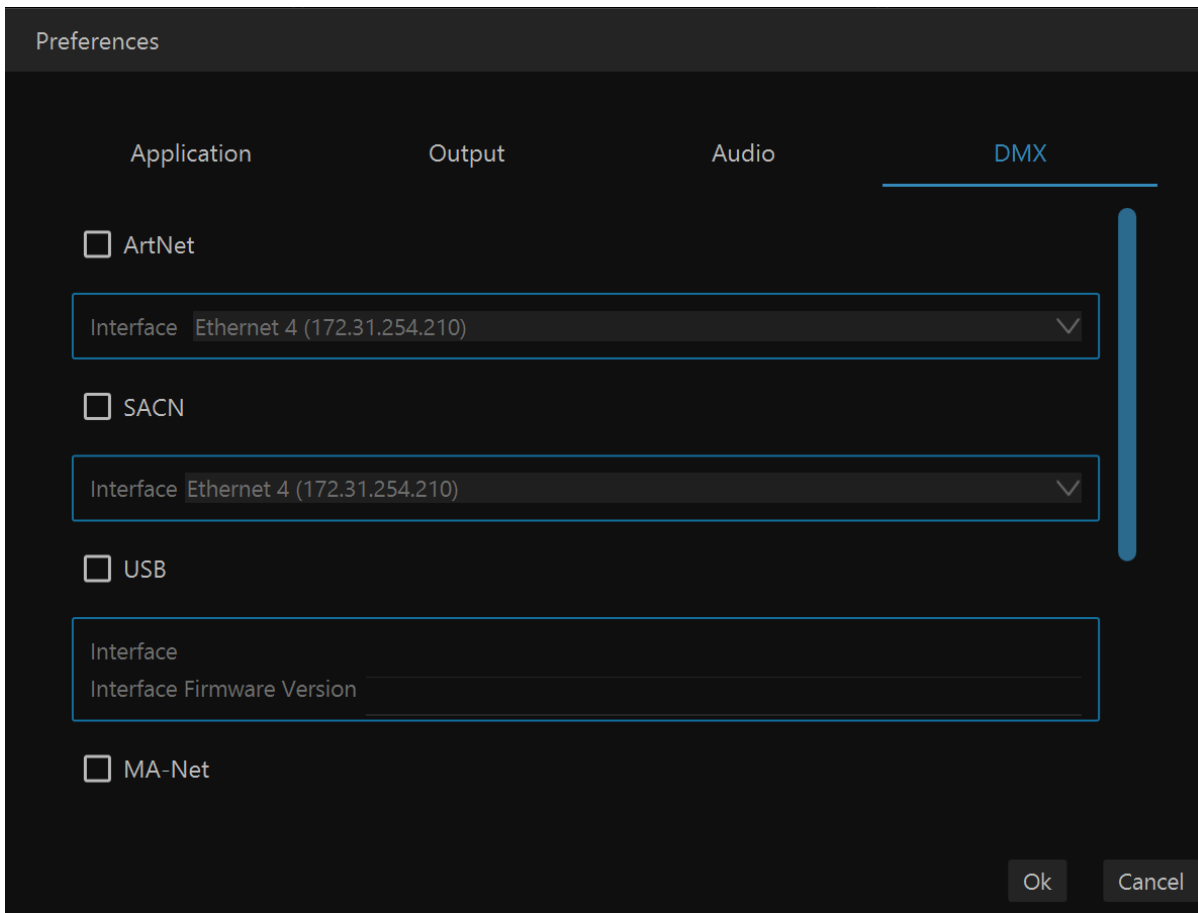 Preferences
Application Output Audio DMX
ArtNet
Interface Ethernet 4 (172.31.254.210)
SACN
Interface Ethernet 4 (172.31.254.210)
USB
Interface
Interface Firmware Version
MA-Net
Ok Cancel